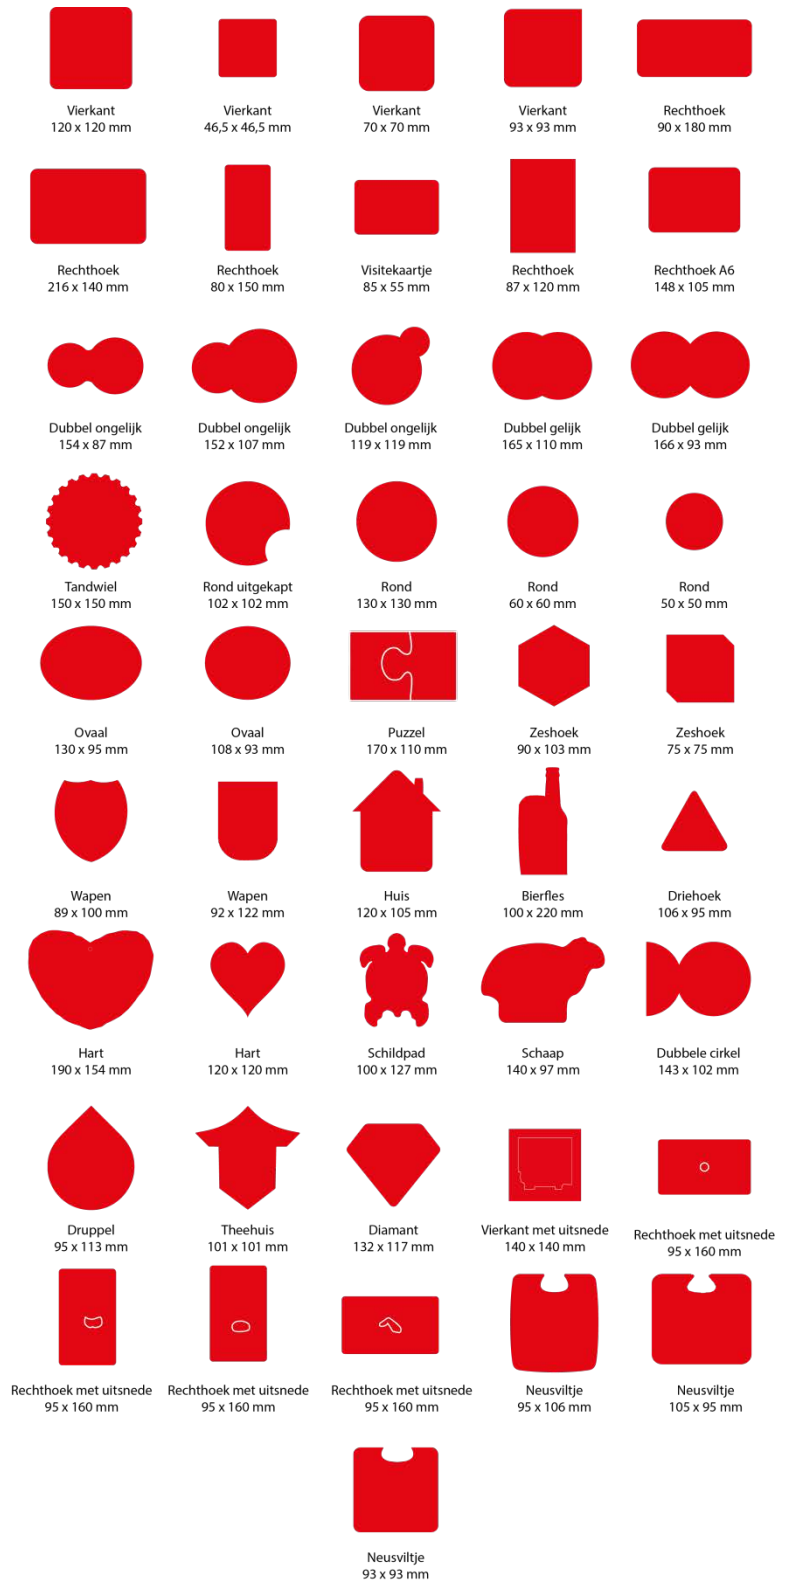 Vierkant
120 x 120 mm
Vierkant
46,5 x 46,5 mm
Vierkant
70 x 70 mm
Vierkant
93 x 93 mm
Rechthoek
90 x 180 mm
Rechthoek
216 x 140 mm
Rechthoek
80 x 150 mm
Visitekaartje
85 x 55 mm
Rechthoek
87 x 120 mm
Rechthoek A6
148 x 105 mm
Dubbel ongelijk
154 x 87 mm
Dubbel ongelijk
152 x 107 mm
Dubbel ongelijk
119 x 119 mm
Dubbel gelijk
165 x 110 mm
Dubbel gelijk
166 x 93 mm
Tandwiel
150 x 150 mm
Rond uitgekapt
102 x 102 mm
Rond
130 x 130 mm
Rond
60 x 60 mm
Rond
50 x 50 mm
Ovaal
130 x 95 mm
Ovaal
108 x 93 mm
Puzzel
170 x 110 mm
Zeshoek
90 x 103 mm
Zeshoek
75 x 75 mm
Wapen
89 x 100 mm
Wapen
92 x 122 mm
Huis
120 x 105 mm
Bierfles
100 x 220 mm
Driehoek
106 x 95 mm
Hart
190 x 154 mm
Hart
120 x 120 mm
Schildpad
100 x 127 mm
Schaap
140 x 97 mm
Dubbele cirkel
143 x 102 mm
Druppel
95 x 113 mm
Theehuis
101 x 101 mm
Diamant
132 x 117 mm
Vierkant met uitsnede
140 x 140 mm
Rechthoek met uitsnede
95 x 160 mm
Rechthoek met uitsnede
95 x 160 mm
Rechthoek met uitsnede
95 x 160 mm
Rechthoek met uitsnede
95 x 160 mm
Neusviltje
95 x 106 mm
Neusviltje
105 x 95 mm
Neusviltje
93 x 93 mm